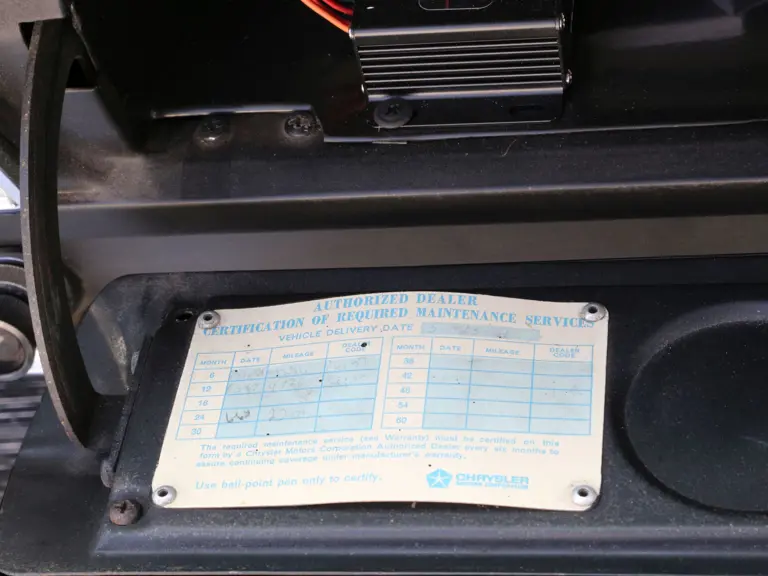 AUTHORIZED DEALER
CERTIFICATION OF REQUIRED MAINTENANCE SERVICES
VEHICLE DELIVERY DATE
MONTH DATE MILEAGE DEALER CODE
6
12
18
24
30
MONTH DATE MILEAGE DEALER CODE
36
42
48
54
60
The required maintenance service (see Warranty) must be certified on this
form by a Chrysler Motors Corporation Authorized Dealer every six months to
assure continuing coverage under manufacturer's warranty.
Use ball-point pen only to certify.
CHRYSLER
MOTORS CORPORATION